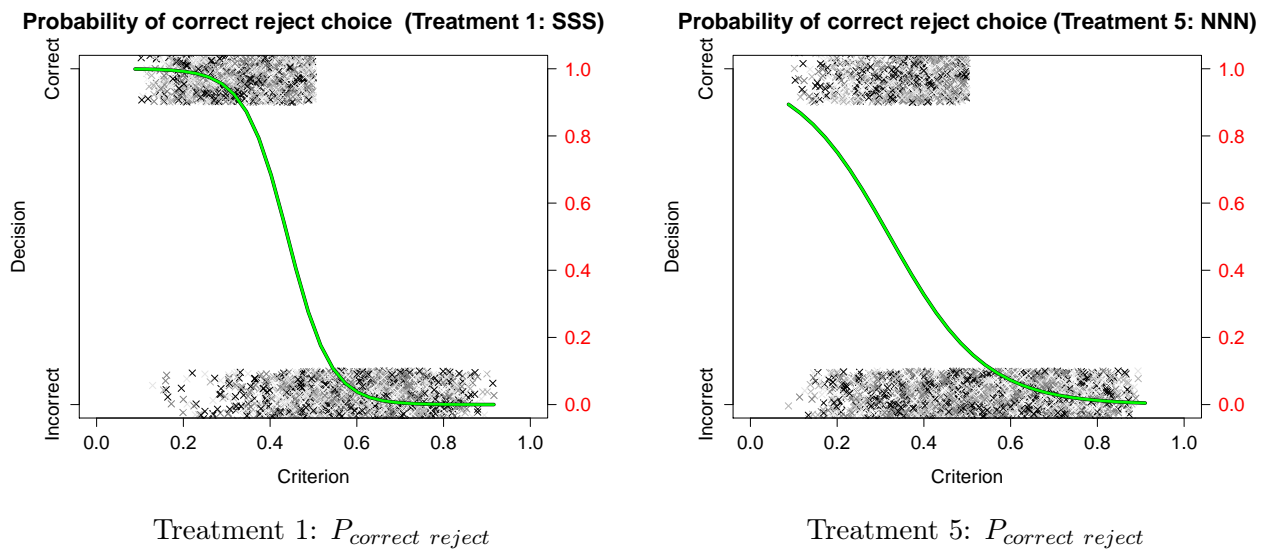 Probability of correct reject choice (Treatment 1: SSS)
Correct
Decision
Incorrect
1.0
0.8
0.6
0.4
0.2
0.0
0.0 0.2 0.4 0.6 0.8 1.0
Criterion
Treatment 1: P correct reject
Probability of correct reject choice (Treatment 5: NNN)
Correct
Decision
Incorrect
1.0
0.8
0.6
0.4
0.2
0.0
0.0 0.2 0.4 0.6 0.8 1.0
Criterion
Treatment 5: P correct reject